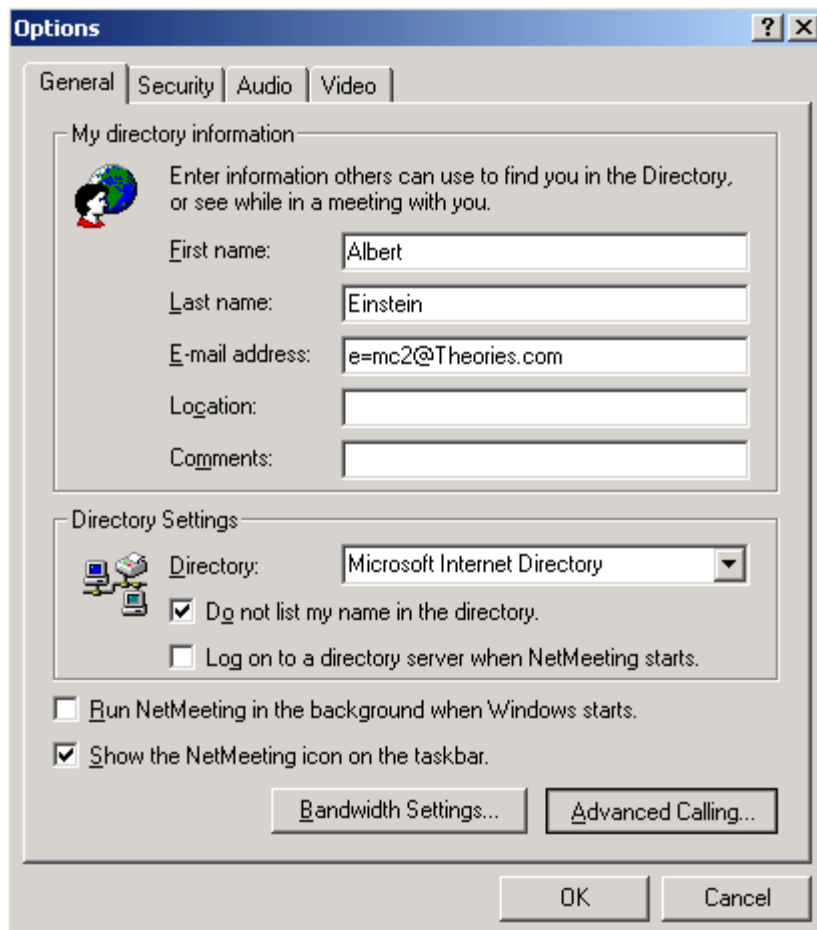 Options
General Security Audio Video
My directory information
Enter information others can use to find you in the Directory,
or see while in a meeting with you.
First name: Albert
Last name: Einstein
E-mail address: e=mc2@Theories.com
Location:
Comments:
Directory Settings
Directory: Microsoft Internet Directory
Do not list my name in the directory.
Log on to a directory server when NetMeeting starts.
Run NetMeeting in the background when Windows starts.
Show the NetMeeting icon on the taskbar.
Bandwidth Settings... Advanced Calling...
OK Cancel